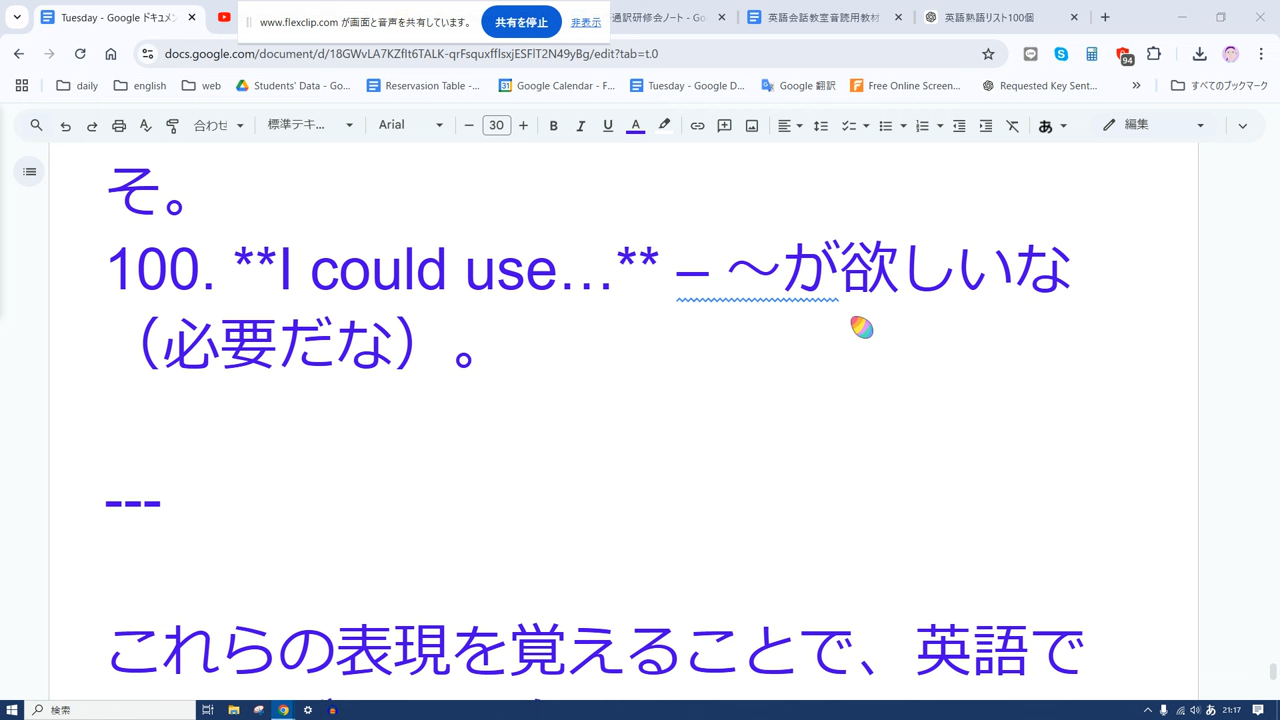 Tuesday - Google ドキュメン
www.flexclip.com が画面と音声を共有しています。
共有を停止
非表示
通訳研修会ノート - Go
英語会話教室音読用教材
英語熟語リスト100個
docs.google.com/document/d/18GWvLA7KZflt6TALK-qrFsquxfflsxjESFlT2N49yBg/edit?tab=t.0
94
daily
english
web
Students' Data - Go...
Reservasion Table -...
Google Calendar - F...
Tuesday - Google D...
Google 翻訳
Free Online Screen...
Requested Key Sent...
すべてのブックマーク
合わせ
標準テキ...
Arial
30
B
I
U
A
あ
編集
そ。
100. **I could use…** – ～が欲しいな
（必要だな）。
---
これらの表現を覚えることで、英語で
検索
あ
21:17